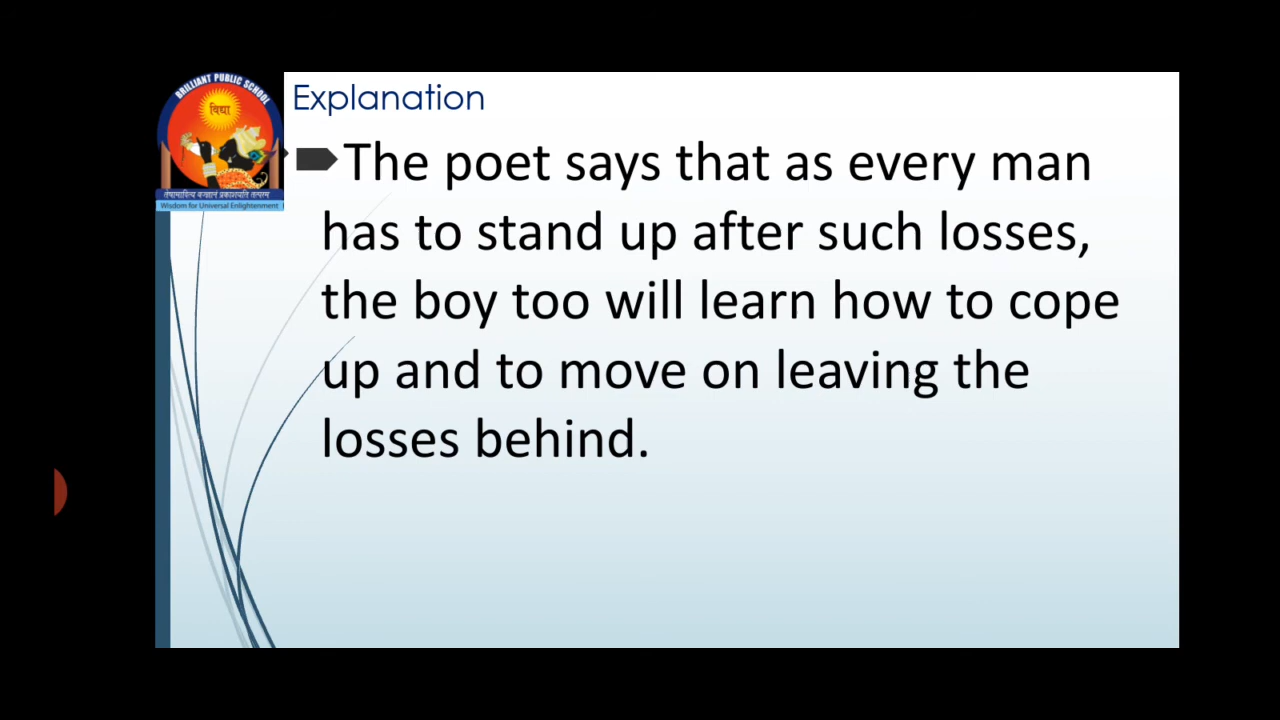 BRILLIANT PUBLIC SCHOOL
विद्या
Wisdom for Universal Enlightenment
Explanation
The poet says that as every man
has to stand up after such losses,
the boy too will learn how to cope
up and to move on leaving the
losses behind.